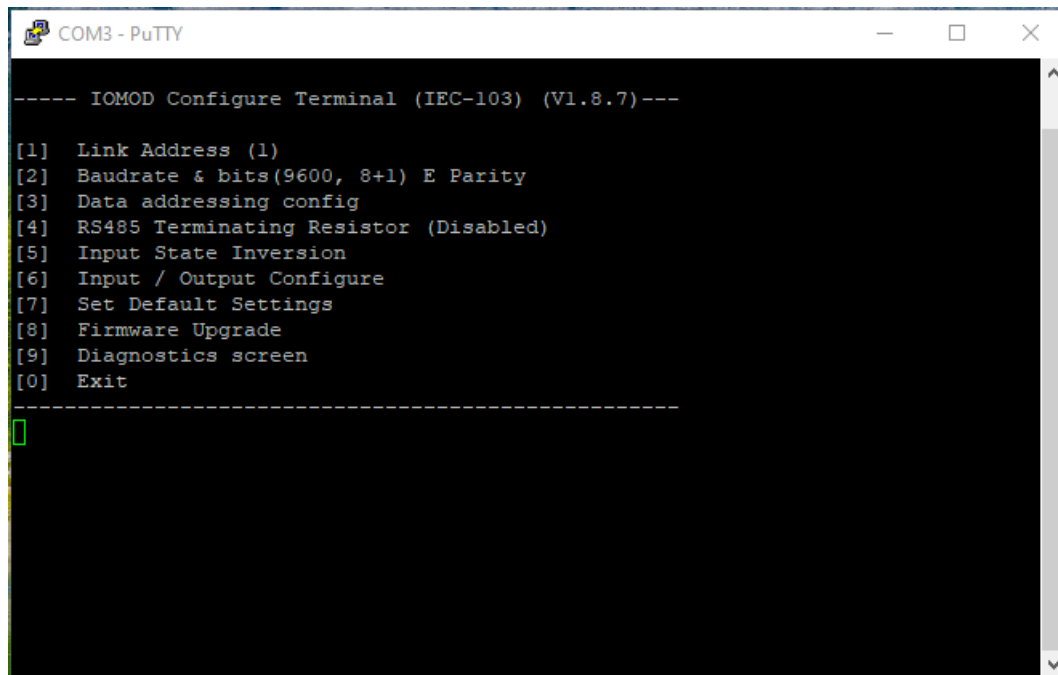 COM3 - PuTTY
----- IOMOD Configure Terminal (IEC-103) (V1.8.7)---
[1]  Link Address (1)
[2]  Baudrate & bits(9600, 8+1) E Parity
[3]  Data addressing config
[4]  RS485 Terminating Resistor (Disabled)
[5]  Input State Inversion
[6]  Input / Output Configure
[7]  Set Default Settings
[8]  Firmware Upgrade
[9]  Diagnostics screen
[0]  Exit
----------------------------------------------------